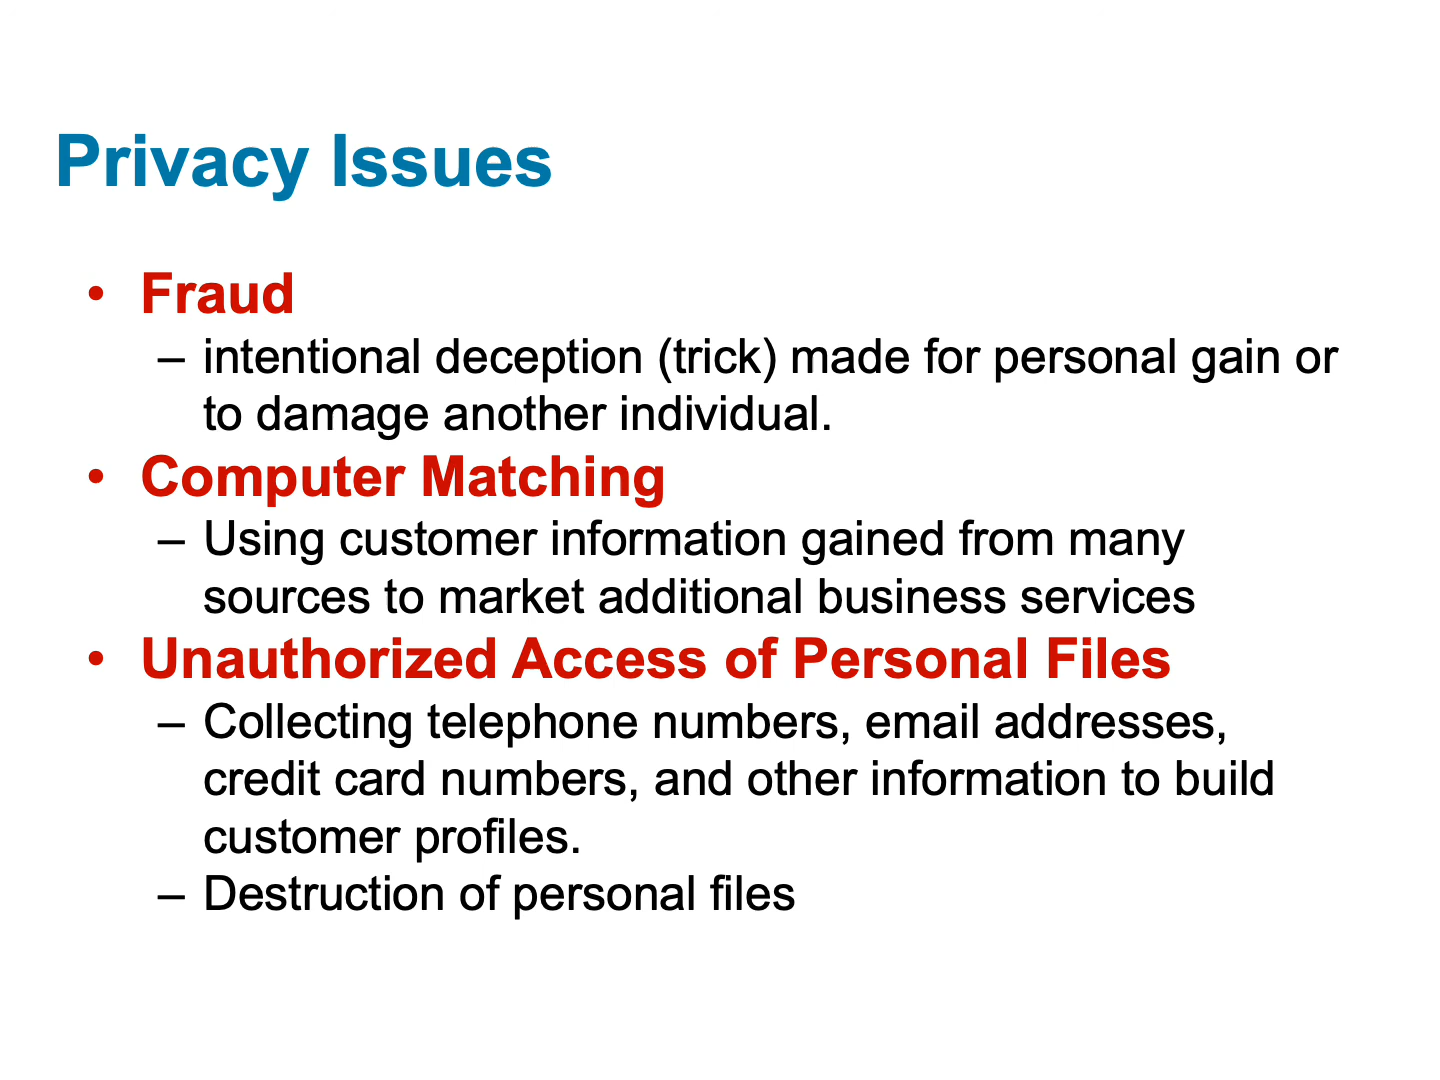 Privacy Issues
• Fraud
– intentional deception (trick) made for personal gain or
to damage another individual.
• Computer Matching
– Using customer information gained from many
sources to market additional business services
• Unauthorized Access of Personal Files
– Collecting telephone numbers, email addresses,
credit card numbers, and other information to build
customer profiles.
– Destruction of personal files